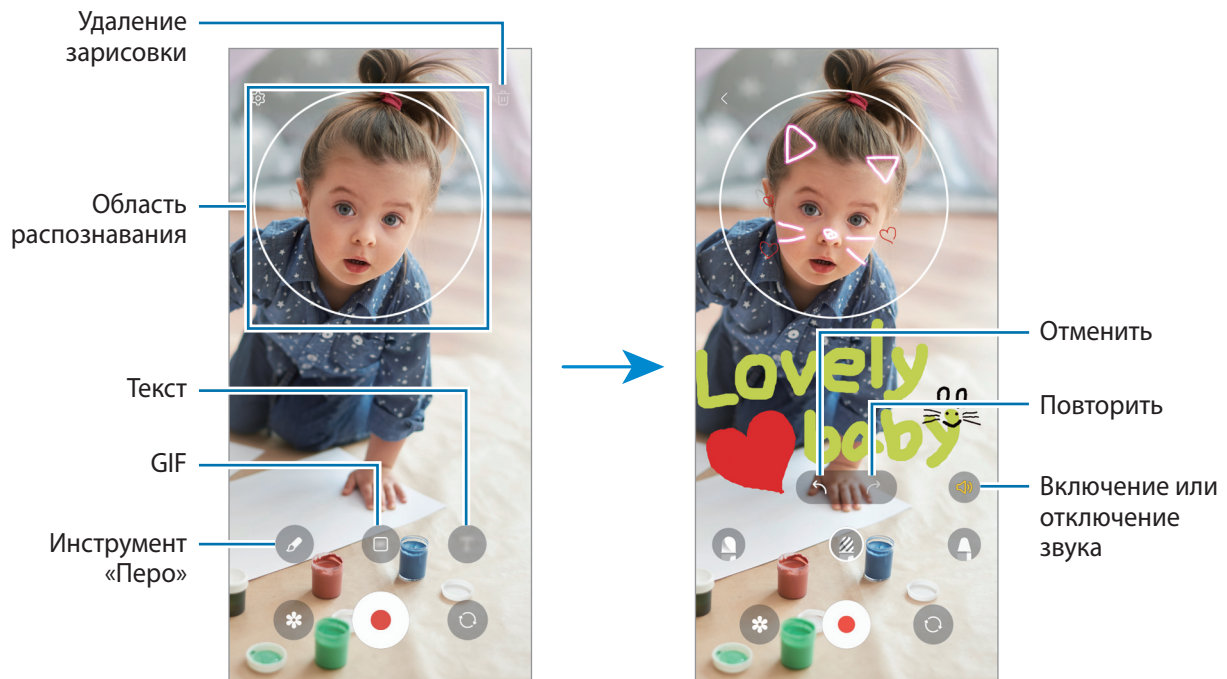 Удаление
зарисовки
Область
распознавания
Текст
GIF
Инструмент
«Перо»
T
Lovely
baby
Отменить
Повторить
Включение или
отключение
звука